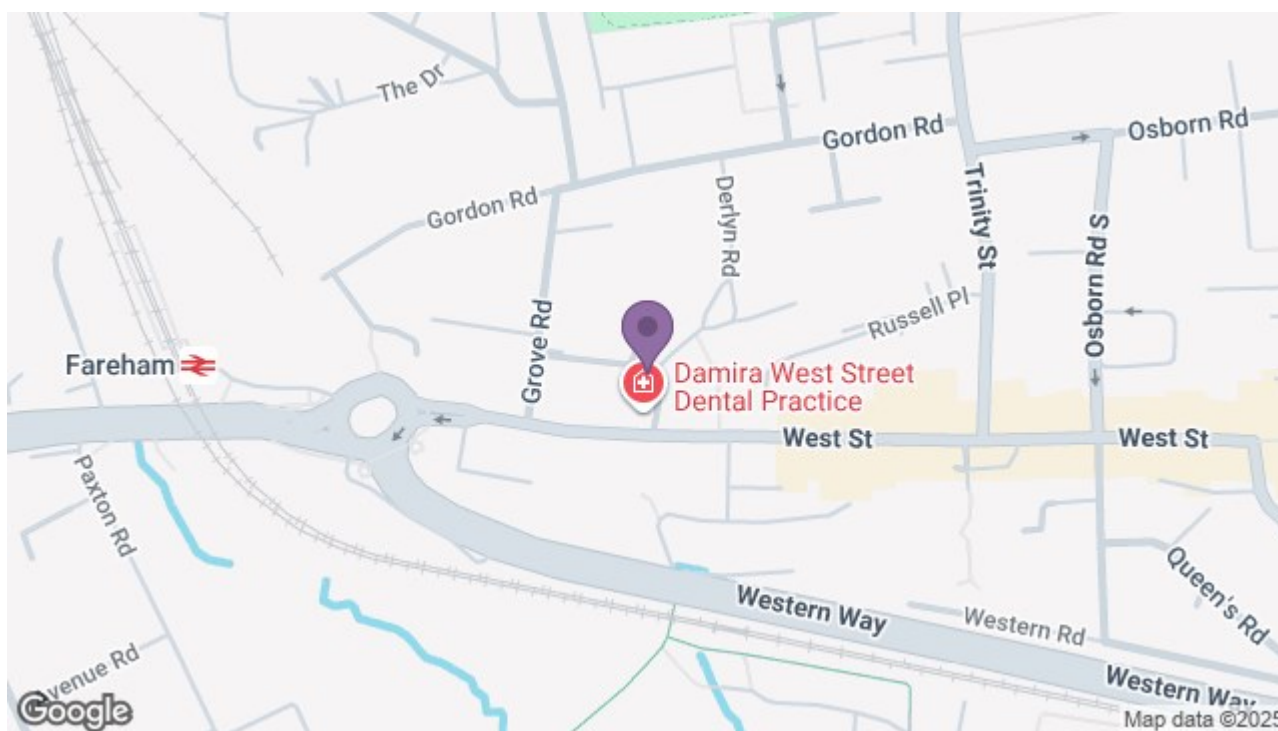 The Dr
Gordon Rd
Osborn Rd
Gordon Rd
Derlyn Rd
Trinity St
Osborn Rd S
Russell Pl
Grove Rd
Fareham
Damira West Street
Dental Practice
West St
West St
Paxton Rd
Queen's Rd
Western Way
Western Rd
Avenue Rd
Western Way
Google
Map data ©2025